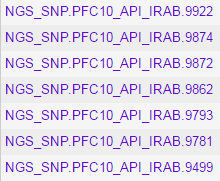 NGS_SNP.PFC10_API_IRAB.9922
NGS_SNP.PFC10_API_IRAB.9874
NGS_SNP.PFC10_API_IRAB.9872
NGS_SNP.PFC10_API_IRAB.9862
NGS_SNP.PFC10_API_IRAB.9793
NGS_SNP.PFC10_API_IRAB.9781
NGS_SNP.PFC10_API_IRAB.9499